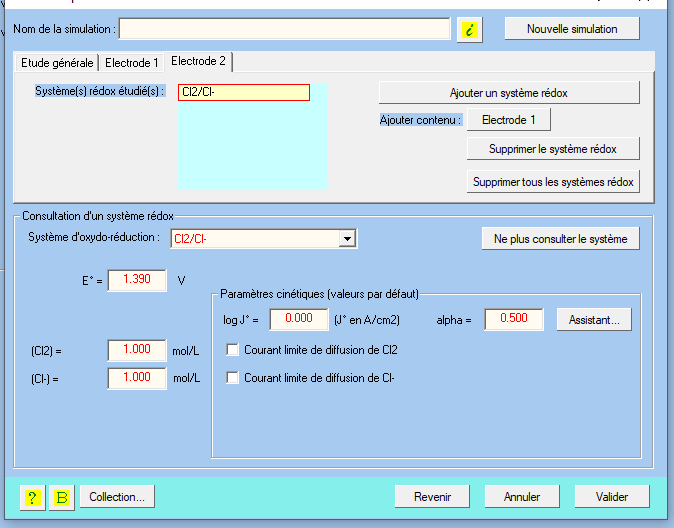 Nom de la simulation :
Nouvelle simulation
Etude générale
Electrode 1
Electrode 2
Système(s) rédox étudié(s) :
Cl2/Cl-
Ajouter un système rédox
Ajouter contenu :
Electrode 1
Supprimer le système rédox
Supprimer tous les systèmes rédox
Consultation d'un système rédox
Système d'oxydo-réduction :
Cl2/Cl-
Ne plus consulter le système
E° =
1.390
V
Paramètres cinétiques (valeurs par défaut)
log J° =
0.000
(J° en A/cm2)
alpha =
0.500
Assistant...
(Cl2) =
1.000
mol/L
Courant limite de diffusion de Cl2
(Cl-) =
1.000
mol/L
Courant limite de diffusion de Cl-
?
B
Collection...
Revenir
Annuler
Valider